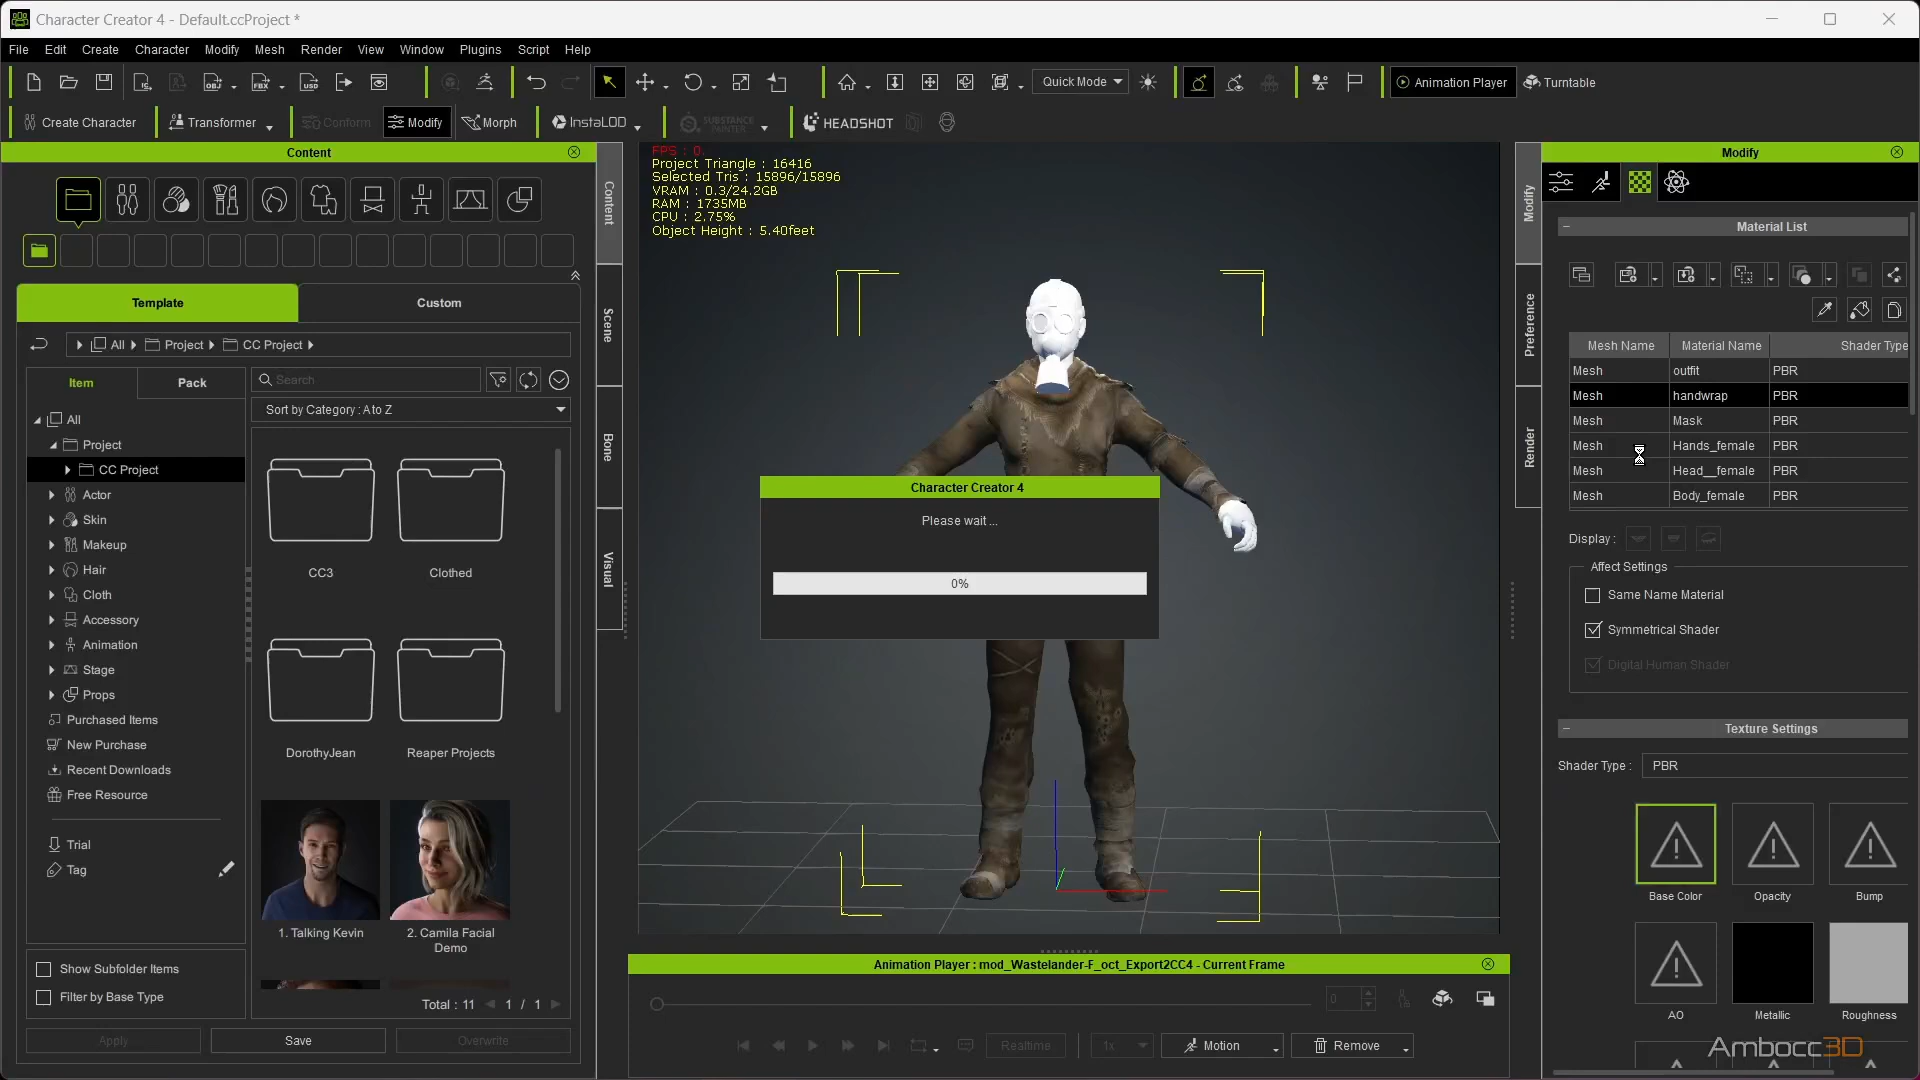 Character Creator 4 - Default.ccProject *
File Edit Create Character Modify Mesh Render View Window Plugins Script Help
Quick Mode Animation Player Turntable
Create Character Transformer Conform Modify Morph InstaLOD SUBSTANCE PAINTER HEADSHOT
Content
Template Custom
All Project CC Project
Item Pack
Search
Sort by Category : A to Z
All
Project
CC Project
Actor
Skin
Makeup
Hair
Cloth
Accessory
Animation
Stage
Props
Purchased Items
New Purchase
Recent Downloads
Free Resource
Trial
Tag
CC3 Clothed
DorothyJean Reaper Projects
1. Talking Kevin 2. Camila Facial
Demo
Show Subfolder Items
Filter by Base Type
Total : 11 1 / 1
Apply Save Overwrite
Content
Scene
Bone
Visual
FPS : 0.
Project Triangle : 16416
Selected Tris : 15896/15896
VRAM : 0.3/24.2GB
RAM : 1735MB
CPU : 2.75%
Object Height : 5.40feet
Character Creator 4
Please wait ...
0%
Animation Player : mod_Wastelander-F_oct_Export2CC4 - Current Frame
0
Realtime 1x Motion Remove
Modify
Preference
Render
Modify
Material List
Mesh Name Material Name Shader Type
Mesh outfit PBR
Mesh handwrap PBR
Mesh Mask PBR
Mesh Hands_female PBR
Mesh Head__female PBR
Mesh Body_female PBR
Display :
Affect Settings
Same Name Material
Symmetrical Shader
Digital Human Shader
Texture Settings
Shader Type : PBR
Base Color Opacity Bump
AO Metallic Roughness
Ambocc3D